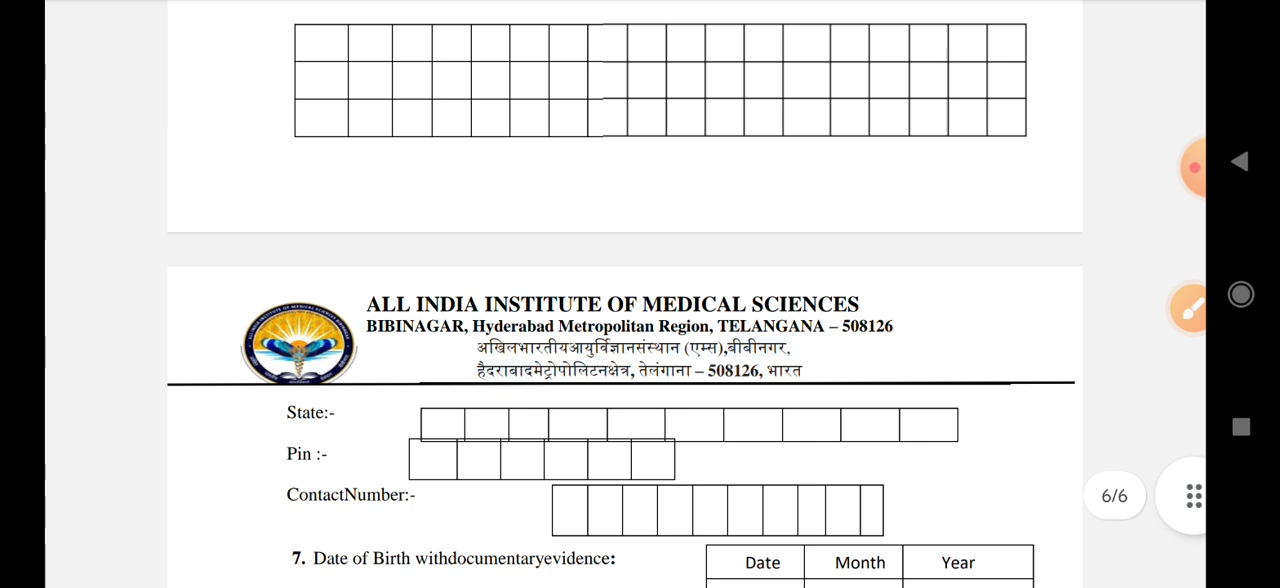 ALL INDIA INSTITUTE OF MEDICAL SCIENCES
BIBINAGAR, Hyderabad Metropolitan Region, TELANGANA – 508126
अखिलभारतीयआयुर्विज्ञानसंस्थान (एम्स),बीबीनगर,
हैदराबादमेट्रोपोलिटनक्षेत्र, तेलंगाना – 508126, भारत
State:-
Pin :-
ContactNumber:-
6/6
7. Date of Birth withdocumentaryevidence:
Date Month Year